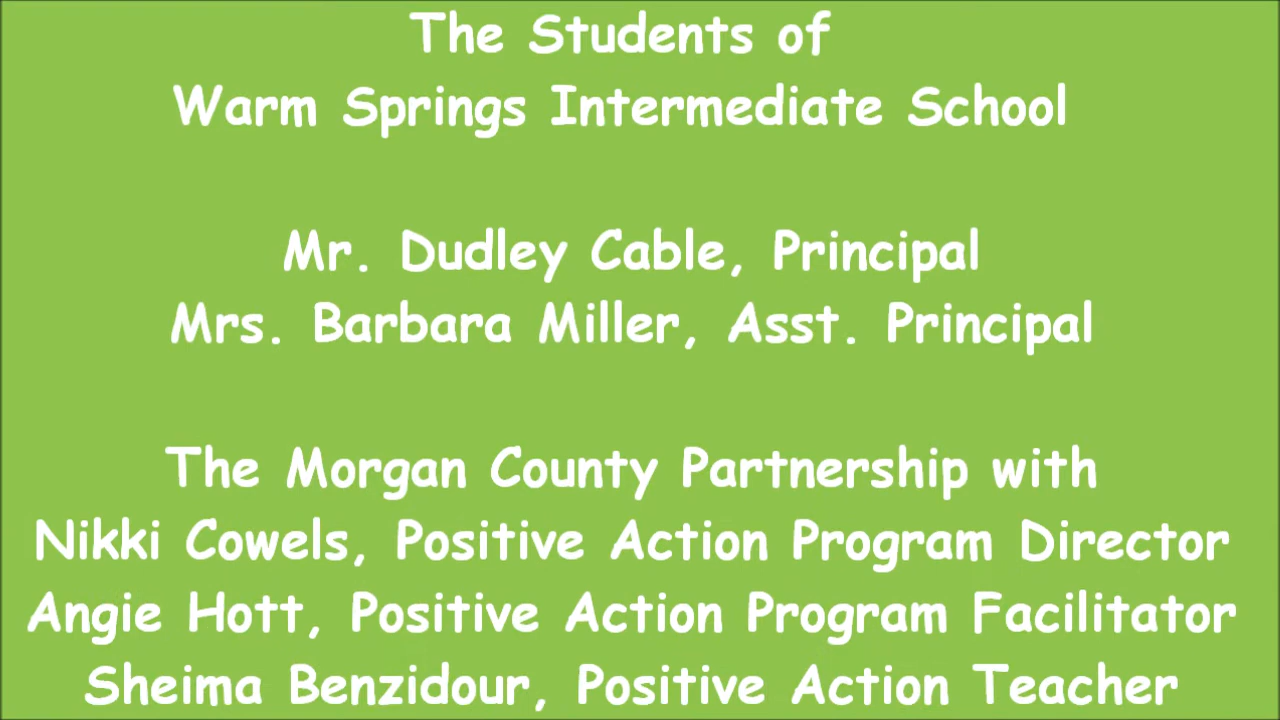 The Students of
Warm Springs Intermediate School
Mr. Dudley Cable, Principal
Mrs. Barbara Miller, Asst. Principal
The Morgan County Partnership with
Nikki Cowels, Positive Action Program Director
Angie Hott, Positive Action Program Facilitator
Sheima Benzidour, Positive Action Teacher